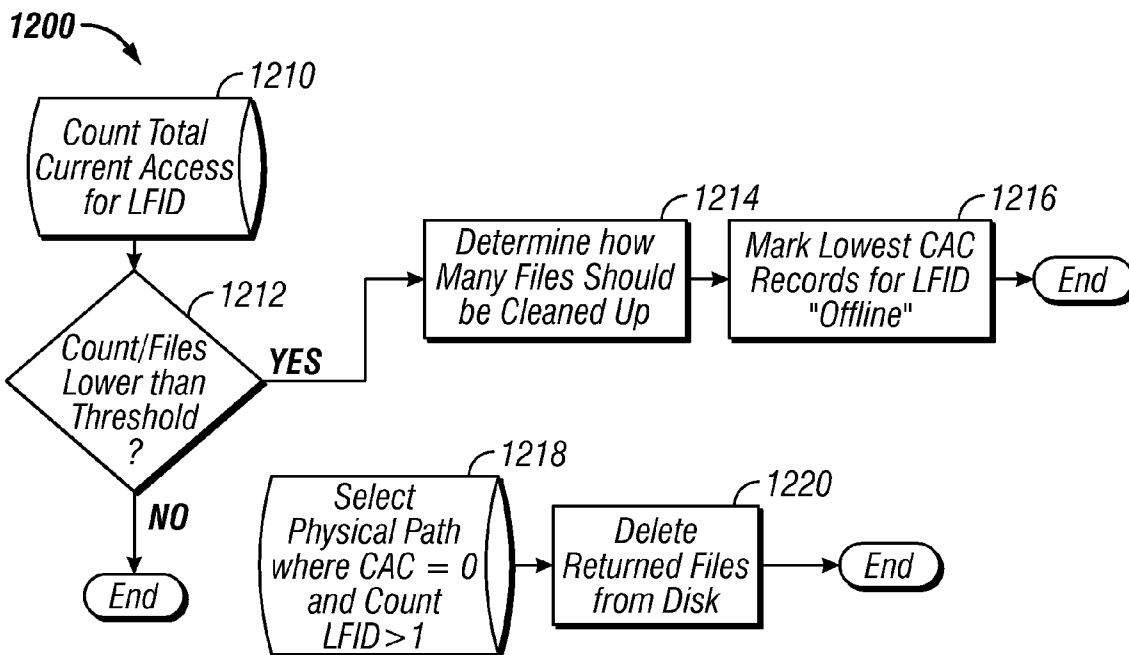 1200
1210
Count Total
Current Access
for LFID
1212
Count/Files
Lower than
Threshold
?
YES
NO
End
1214
Determine how
Many Files Should
be Cleaned Up
1216
Mark Lowest CAC
Records for LFID
"Offline"
End
1218
Select
Physical Path
where CAC = 0
and Count
LFID>1
1220
Delete
Returned Files
from Disk
End